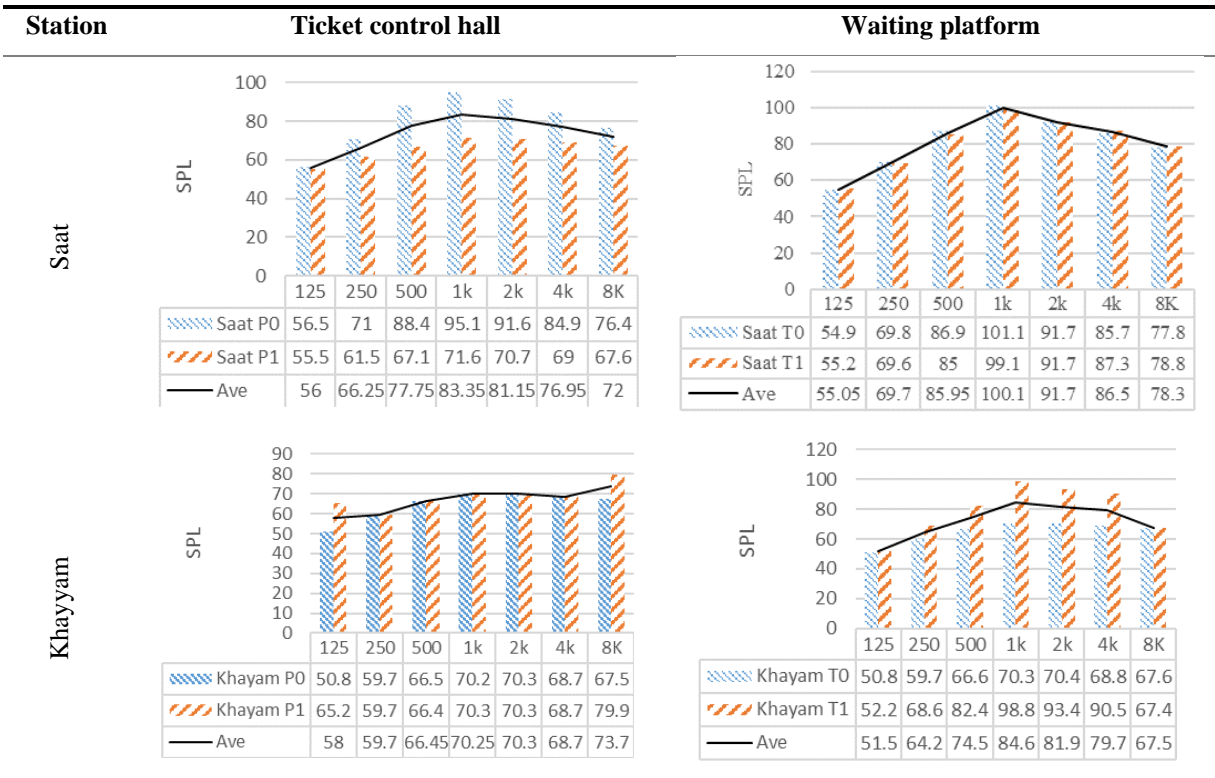 Station Ticket control hall Waiting platform
Saat
SPL
100
80
60
40
20
0
125 250 500 1k 2k 4k 8K
Saat P0 56.5 71 88.4 95.1 91.6 84.9 76.4
Saat P1 55.5 61.5 67.1 71.6 70.7 69 67.6
Ave 56 66.25 77.75 83.35 81.15 76.95 72
SPL
120
100
80
60
40
20
0
125 250 500 1k 2k 4k 8K
Saat T0 54.9 69.8 86.9 101.1 91.7 85.7 77.8
Saat T1 55.2 69.6 85 99.1 91.7 87.3 78.8
Ave 55.05 69.7 85.95 100.1 91.7 86.5 78.3
Khayyam
SPL
90
80
70
60
50
40
30
20
10
0
125 250 500 1k 2k 4k 8K
Khayam P0 50.8 59.7 66.5 70.2 70.3 68.7 67.5
Khayam P1 65.2 59.7 66.4 70.3 70.3 68.7 79.9
Ave 58 59.7 66.45 70.25 70.3 68.7 73.7
SPL
120
100
80
60
40
20
0
125 250 500 1k 2k 4k 8K
Khayam T0 50.8 59.7 66.6 70.3 70.4 68.8 67.6
Khayam T1 52.2 68.6 82.4 98.8 93.4 90.5 67.4
Ave 51.5 64.2 74.5 84.6 81.9 79.7 67.5